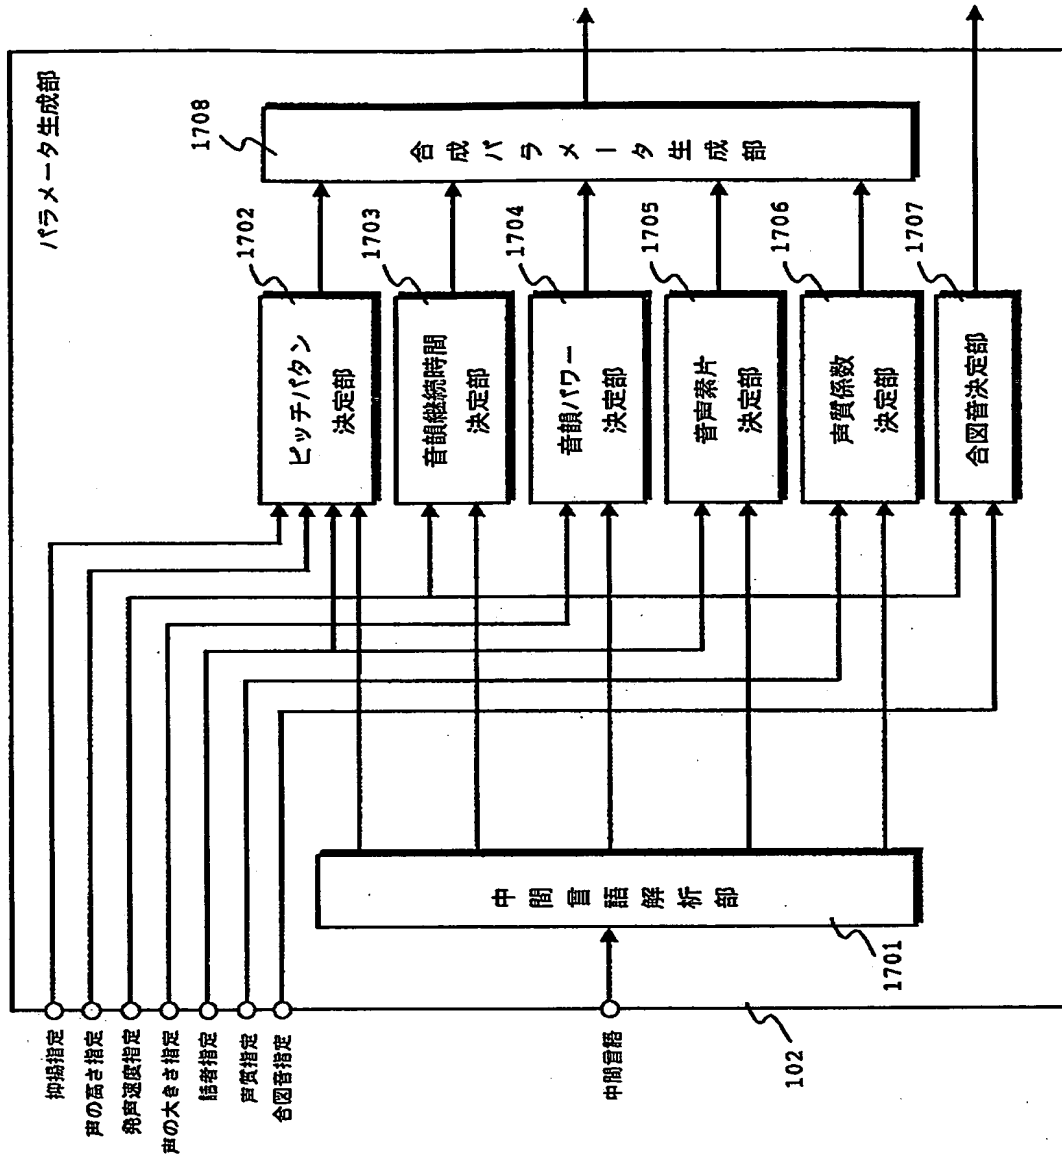 パラメータ生成部
抑揚指定
声の高さ指定
発声速度指定
声の大きさ指定
話者指定
声質指定
合図音指定
中間言語
102
中間言語解析部
1701
ピッチパタン
決定部
1702
音韻継続時間
決定部
1703
音韻パワー
決定部
1704
音声素片
決定部
1705
声質係数
決定部
1706
合図音決定部
1707
合成パラメータ生成部
1708